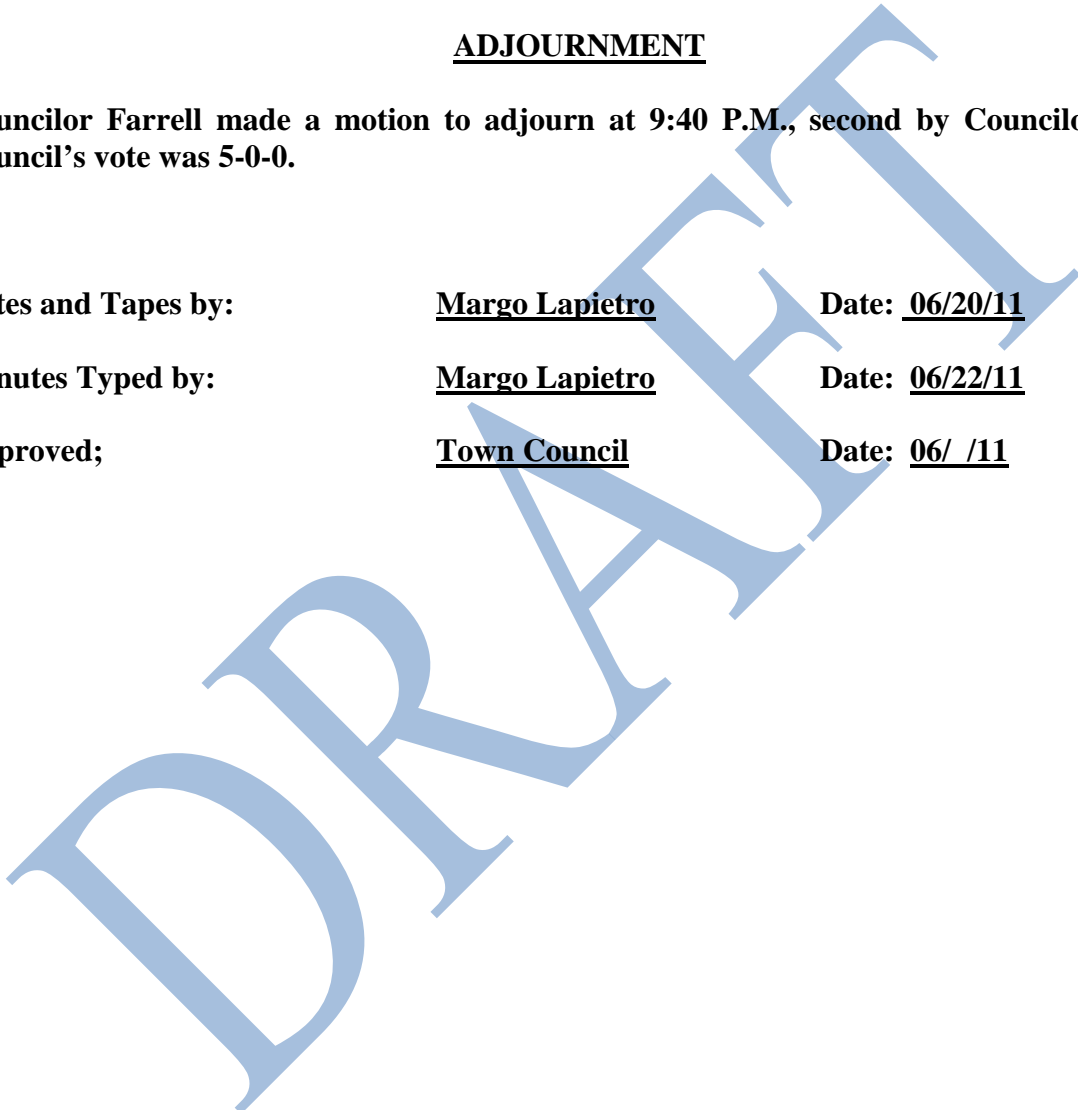 ADJOURNMENT
uncilor Farrell made a motion to adjourn at 9:40 P.M., second by Councilo
uncil's vote was 5-0-0.
tes and Tapes by: Margo Lapietro Date: 06/20/11
nutes Typed by: Margo Lapietro Date: 06/22/11
proved; Town Council Date: 06/ /11
DRAFT